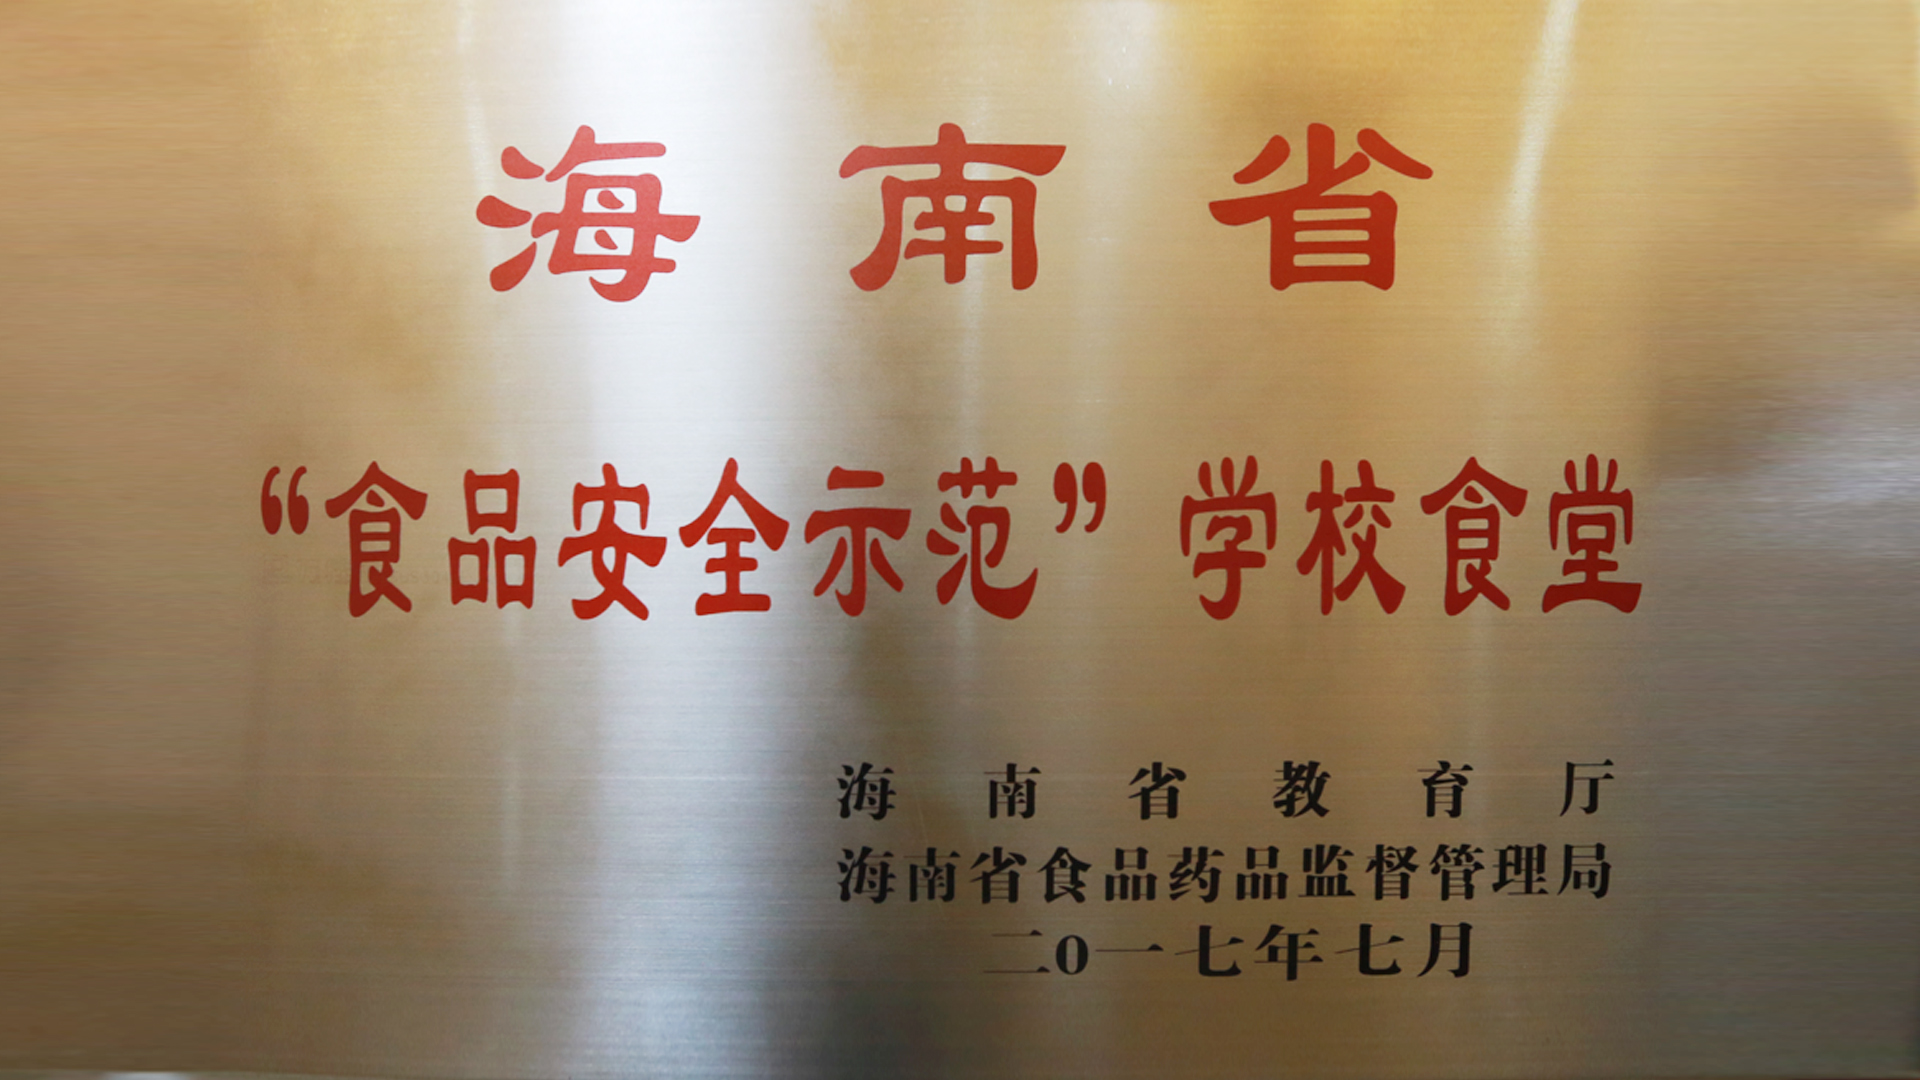 海南省
“食品安全示范”学校食堂
海南省教育厅
海南省食品药品监督管理局
二0一七年七月